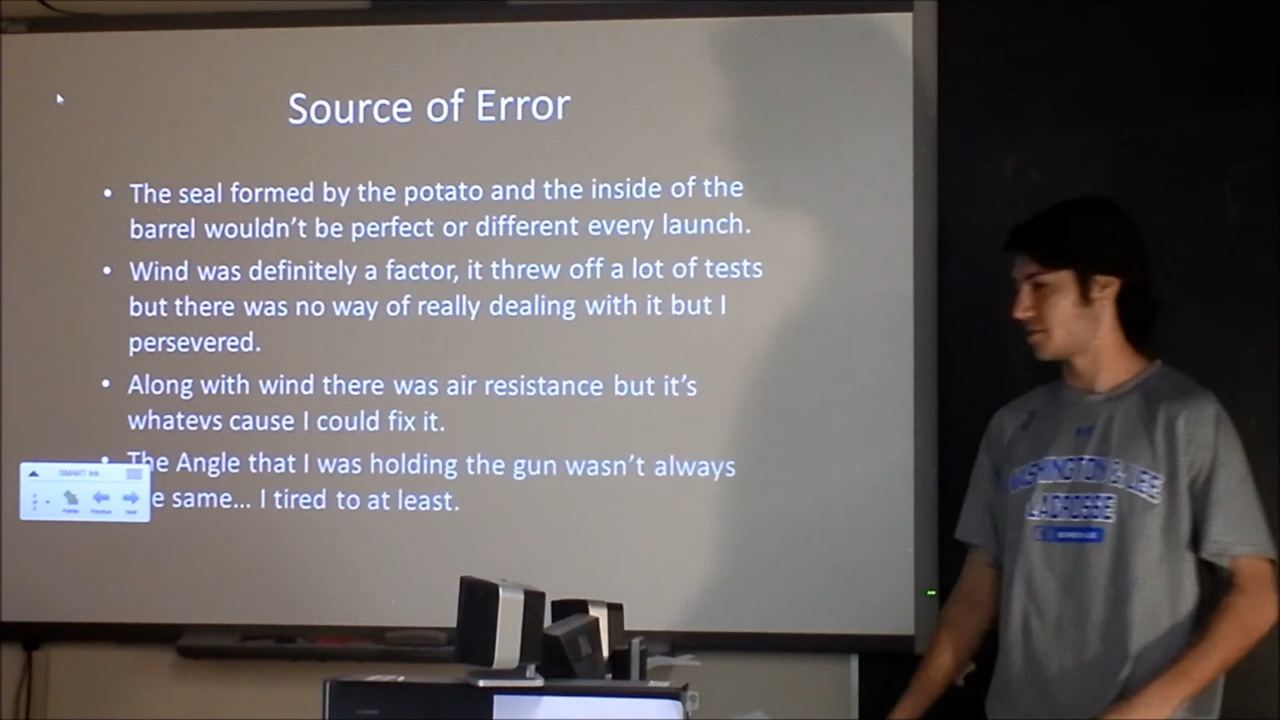 Source of Error
• The seal formed by the potato and the inside of the
barrel wouldn't be perfect or different every launch.
• Wind was definitely a factor, it threw off a lot of tests
but there was no way of really dealing with it but I
persevered.
• Along with wind there was air resistance but it's
whatevs cause I could fix it.
• The Angle that I was holding the gun wasn't always
e same... I tired to at least.
SMART Ink...
WASHINGTON & LEE
LACROSSE